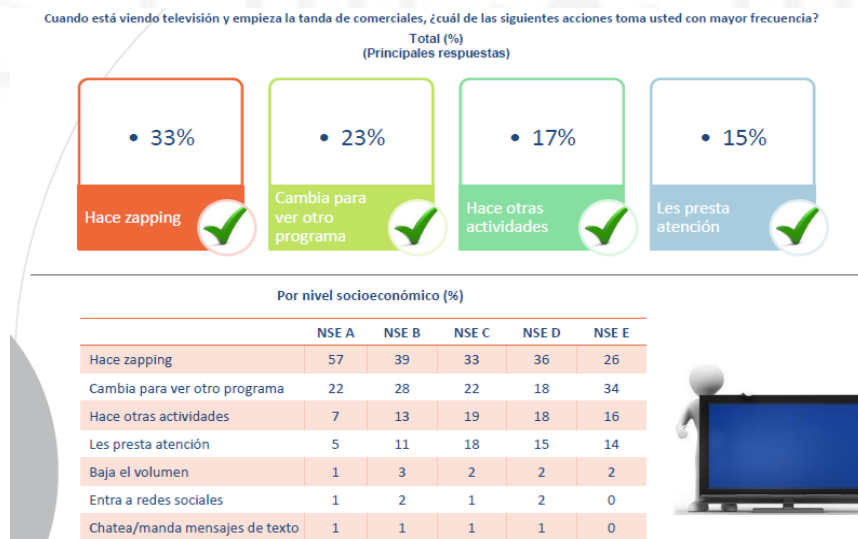 Cuando está viendo televisión y empieza la tanda de comerciales, ¿cuál de las siguientes acciones toma usted con mayor frecuencia?
Total (%)
(Principales respuestas)
• 33%
Hace zapping
• 23%
Cambia para
ver otro
programa
• 17%
Hace otras
actividades
• 15%
Les presta
atención
Por nivel socioeconómico (%)
NSE A NSE B NSE C NSE D NSE E
Hace zapping 57 39 33 36 26
Cambia para ver otro programa 22 28 22 18 34
Hace otras actividades 7 13 19 18 16
Les presta atención 5 11 18 15 14
Baja el volumen 1 3 2 2 2
Entra a redes sociales 1 2 1 2 0
Chatea/manda mensajes de texto 1 1 1 1 0